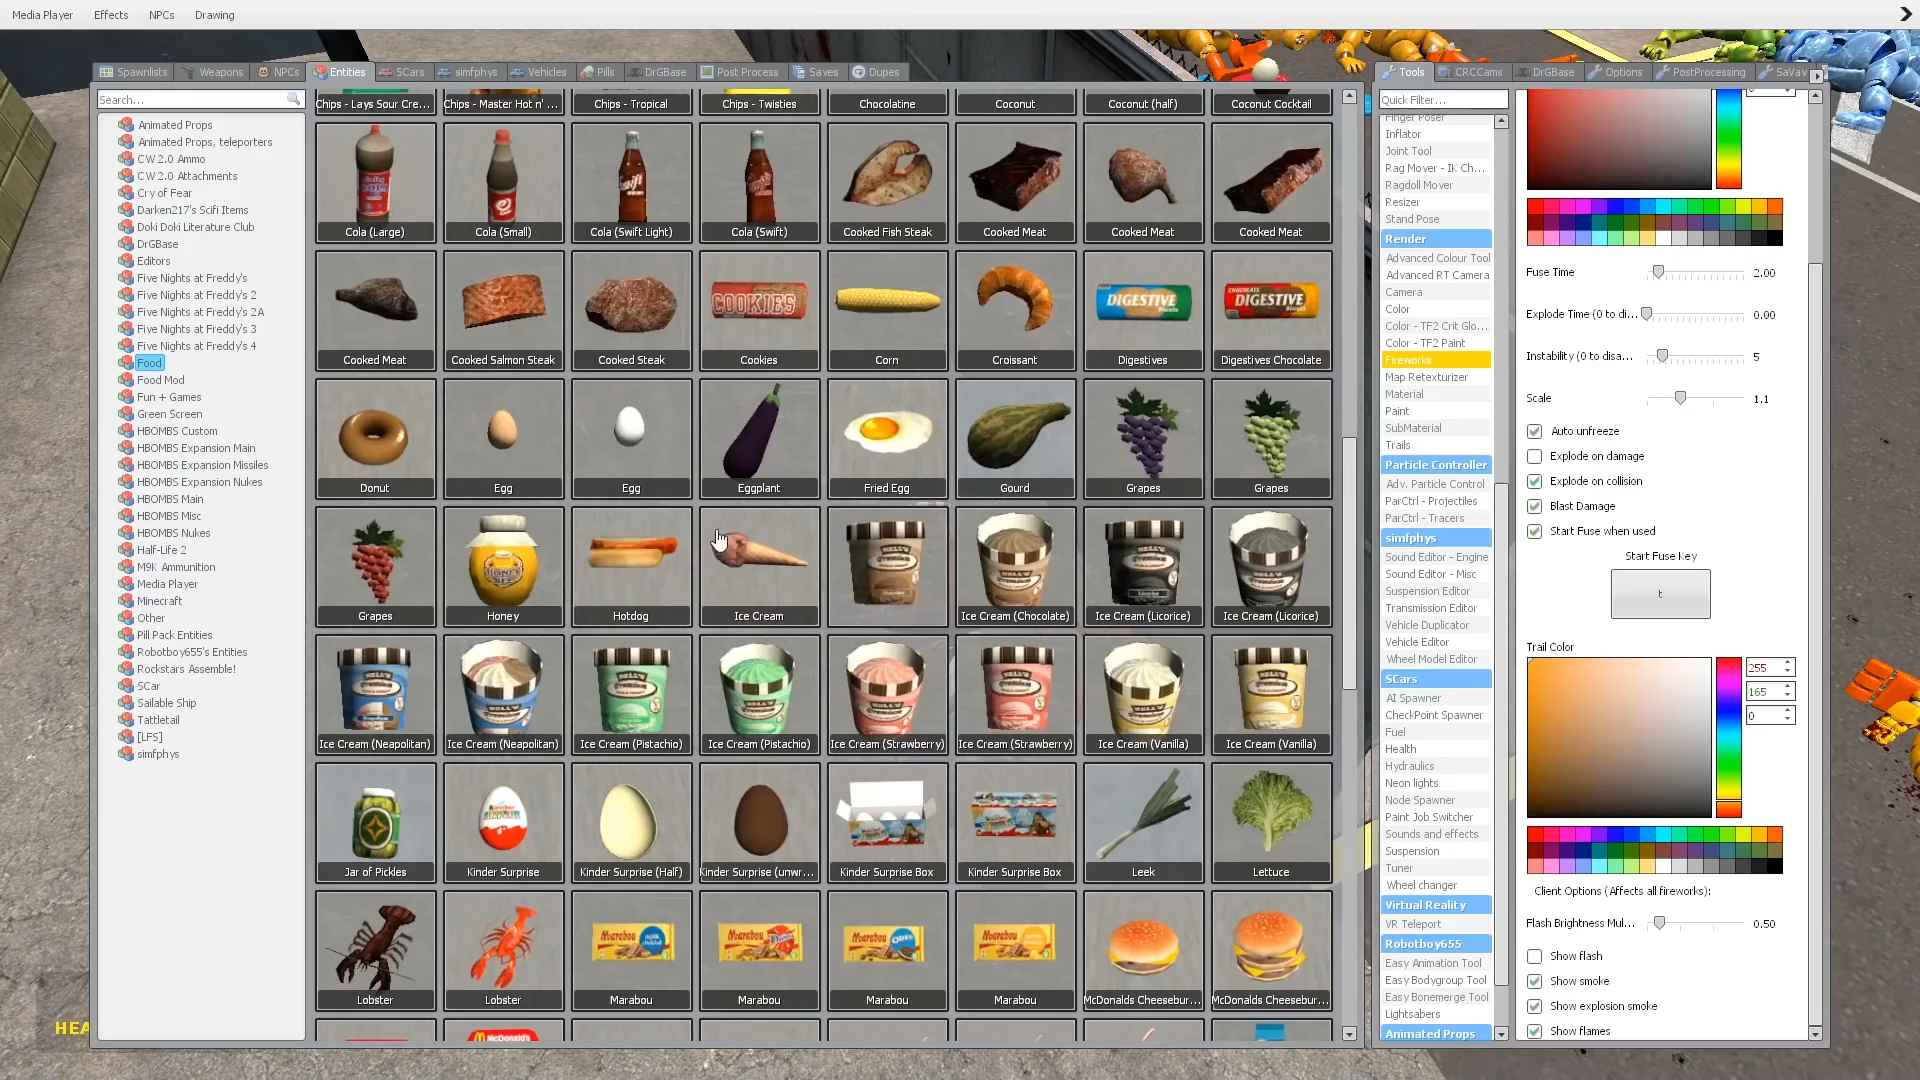 Media Player Effects NPCs Drawing
Spawnlists Weapons NPCs Entities SCars simfphys Vehicles Pills DrGBase Post Process Saves Dupes
Search...
Animated Props
Animated Props, teleporters
CW 2.0 Ammo
CW 2.0 Attachments
Cry of Fear
Darken217's Scifi Items
Doki Doki Literature Club
DrGBase
Editors
Five Nights at Freddy's
Five Nights at Freddy's 2
Five Nights at Freddy's 2A
Five Nights at Freddy's 3
Five Nights at Freddy's 4
Food
Food Mod
Fun + Games
Green Screen
HBOMBS Custom
HBOMBS Expansion Main
HBOMBS Expansion Missiles
HBOMBS Expansion Nukes
HBOMBS Main
HBOMBS Misc
HBOMBS Nukes
Half-Life 2
M9K Ammunition
Media Player
Minecraft
Other
Pill Pack Entities
Robotboy655's Entities
Rockstars Assemble!
SCar
Sailable Ship
Tattletail
[LFS]
simfphys
HEA
Chips - Lays Sour Cre... Chips - Master Hot n' ... Chips - Tropical Chips - Twisties Chocolatine Coconut Coconut (half) Coconut Cocktail
Cola (Large) Cola (Small) Cola (Swift Light) Cola (Swift) Cooked Fish Steak Cooked Meat Cooked Meat Cooked Meat
COOKIES DIGESTIVE DIGESTIVE
Cooked Meat Cooked Salmon Steak Cooked Steak Cookies Corn Croissant Digestives Digestives Chocolate
Donut Egg Egg Eggplant Fried Egg Gourd Grapes Grapes
Grapes Honey Hotdog Ice Cream Ice Cream (Chocolate) Ice Cream (Licorice) Ice Cream (Licorice)
Ice Cream (Neapolitan) Ice Cream (Neapolitan) Ice Cream (Pistachio) Ice Cream (Pistachio) Ice Cream (Strawberry) Ice Cream (Strawberry) Ice Cream (Vanilla) Ice Cream (Vanilla)
Jar of Pickles Kinder Surprise Kinder Surprise (Half) Kinder Surprise (unwr... Kinder Surprise Box Kinder Surprise Box Leek Lettuce
Marabou Marabou Marabou Marabou
Lobster Lobster Marabou Marabou Marabou Marabou McDonalds Cheesebur... McDonalds Cheesebur...
McDonald's
Tools CRCCams DrGBase Options PostProcessing SaVav
Quick Filter...
Finger Poser
Inflator
Joint Tool
Rag Mover - IK Ch...
Ragdoll Mover
Resizer
Stand Pose
Render
Advanced Colour Tool
Advanced RT Camera
Camera
Color
Color - TF2 Crit Glo...
Color - TF2 Paint
Fireworks
Map Retexturizer
Material
Paint
SubMaterial
Trails
Particle Controller
Adv. Particle Control
ParCtrl - Projectiles
ParCtrl - Tracers
simfphys
Sound Editor - Engine
Sound Editor - Misc
Suspension Editor
Transmission Editor
Vehicle Duplicator
Vehicle Editor
Wheel Model Editor
SCars
AI Spawner
CheckPoint Spawner
Fuel
Health
Hydraulics
Neon lights
Node Spawner
Paint Job Switcher
Sounds and effects
Suspension
Tuner
Wheel changer
Virtual Reality
VR Teleport
Robotboy655
Easy Animation Tool
Easy Bodygroup Tool
Easy Bonemerge Tool
Lightsabers
Animated Props
Fuse Time 2.00
Explode Time (0 to di... 0.00
Instability (0 to disa... 5
Scale 1.1
Auto unfreeze
Explode on damage
Explode on collision
Blast Damage
Start Fuse when used
Start Fuse Key
t
Trail Color
255
165
0
Client Options (Affects all fireworks):
Flash Brightness Mul... 0.50
Show flash
Show smoke
Show explosion smoke
Show flames